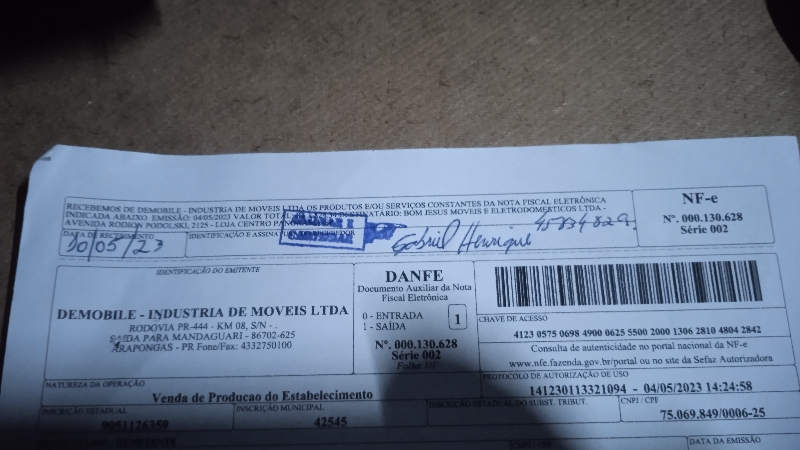 RECEBEMOS DE DEMOBILE - INDUSTRIA DE MOVEIS LTDA OS PRODUTOS E/OU SERVIÇOS CONSTANTES DA NOTA FISCAL ELETRÔNICA
INDICADA ABAIXO. EMISSÃO: 04/05/2023 VALOR TOTAL: DESTINATÁRIO: BOM JESUS MOVEIS E ELETRODOMESTICOS LTDA -
AVENIDA RODION PODOLSKI, 2125 - LOJA CENTRO
DATA DE RECEBIMENTO
IDENTIFICAÇÃO E ASSINA
30/05/23
Gabriel Henrique
NF-e
Nº. 000.130.628
Série 002
IDENTIFICAÇÃO DO EMITENTE
DEMOBILE - INDUSTRIA DE MOVEIS LTDA
RODOVIA PR-444 - KM 08, S/N - .
SAÍDA PARA MANDAGUARI - 86702-625
ARAPONGAS - PR Fone/Fax: 4332750100
DANFE
Documento Auxiliar da Nota
Fiscal Eletrônica
0 - ENTRADA
1 - SAÍDA
1
Nº. 000.130.628
Série 002
Folha 1/1
CHAVE DE ACESSO
4123 0575 0698 4900 0625 5500 2000 1306 2810 4804 2842
Consulta de autenticidade no portal nacional da NF-e
www.nfe.fazenda.gov.br/portal ou no site da Sefaz Autorizadora
NATUREZA DA OPERAÇÃO
Venda de Producao do Estabelecimento
PROTOCOLO DE AUTORIZAÇÃO DE USO
141230113321094 - 04/05/2023 14:24:58
INSCRIÇÃO ESTADUAL
9051126359
INSCRIÇÃO MUNICIPAL
42545
INSCRIÇÃO ESTADUAL DO SUBST. TRIBUT.
CNPJ / CPF
75.069.849/0006-25
DATA DA EMISSÃO